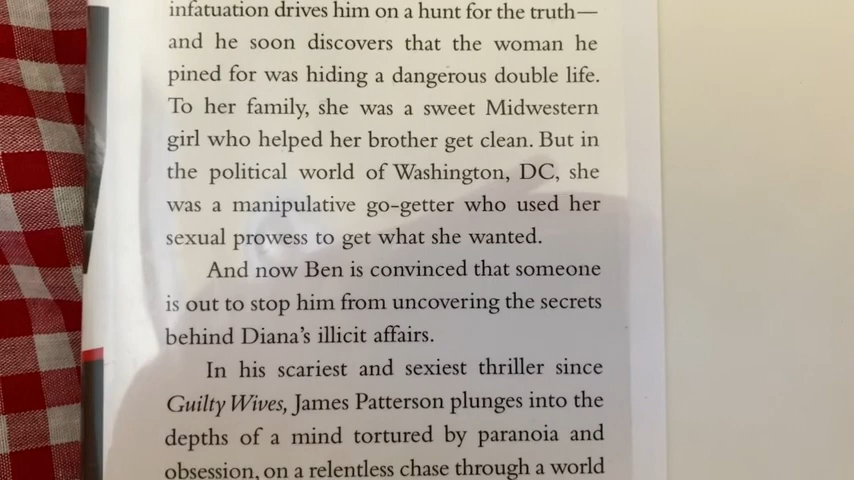 infatuation drives him on a hunt for the truth—
and he soon discovers that the woman he
pined for was hiding a dangerous double life.
To her family, she was a sweet Midwestern
girl who helped her brother get clean. But in
the political world of Washington, DC, she
was a manipulative go-getter who used her
sexual prowess to get what she wanted.
And now Ben is convinced that someone
is out to stop him from uncovering the secrets
behind Diana's illicit affairs.
In his scariest and sexiest thriller since
Guilty Wives, James Patterson plunges into the
depths of a mind tortured by paranoia and
obsession, on a relentless chase through a world